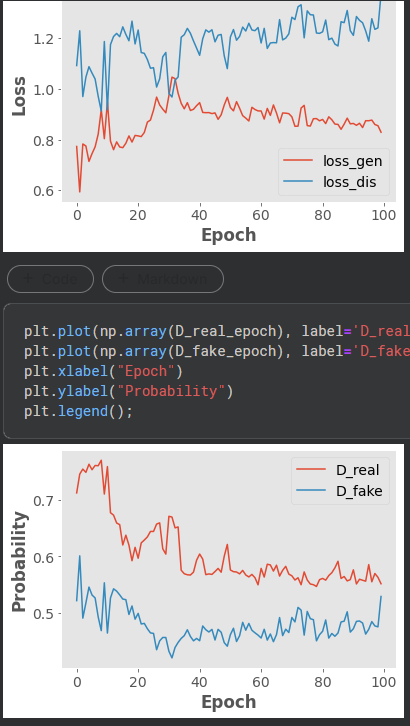 1.2
1.0
0.8
0.6
Loss
loss_gen
loss_dis
0 20 40 60 80 100
Epoch
+ Code + Markdown
plt.plot(np.array(D_real_epoch), label='D_real
plt.plot(np.array(D_fake_epoch), label='D_fake
plt.xlabel("Epoch")
plt.ylabel("Probability")
plt.legend();
D_real
D_fake
0.7
0.6
0.5
Probability
0 20 40 60 80 100
Epoch